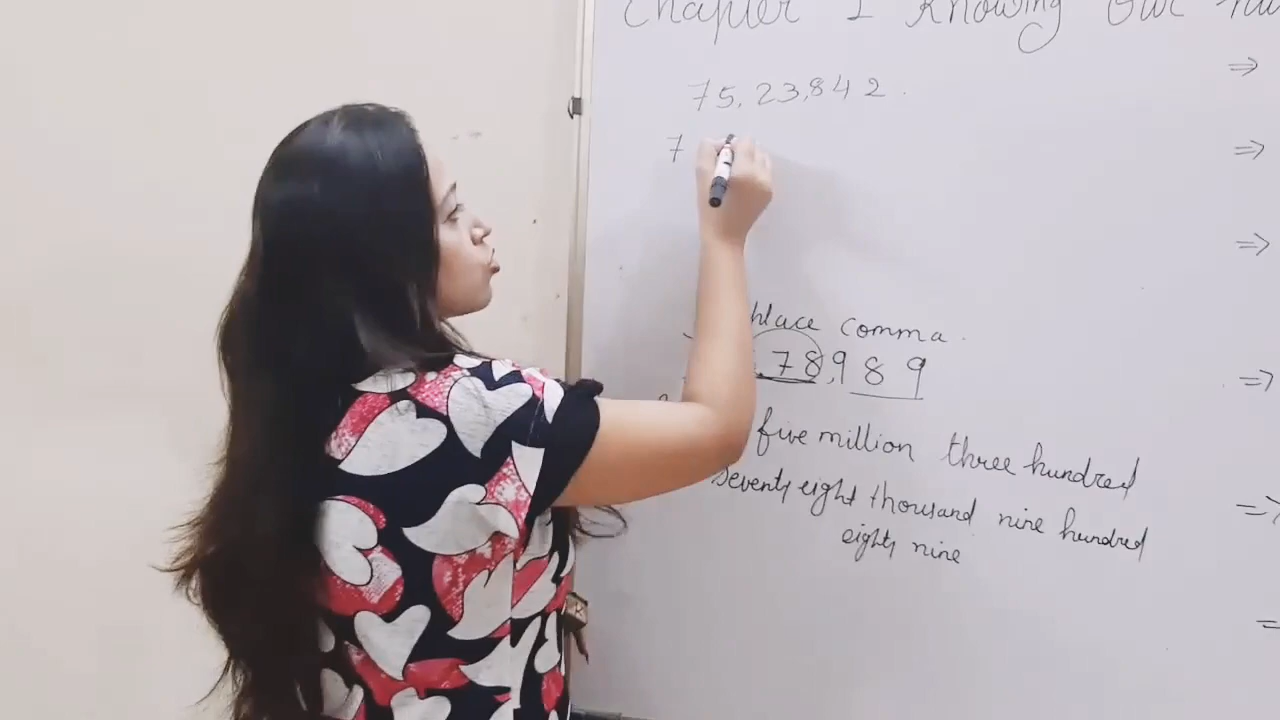 Chapter 1 Knowing Our
75,23,842.
7
place comma.
78,989
five million three hundred
seventy eight thousand nine hundred
eighty nine
⇒
⇒
⇒
⇒
⇒